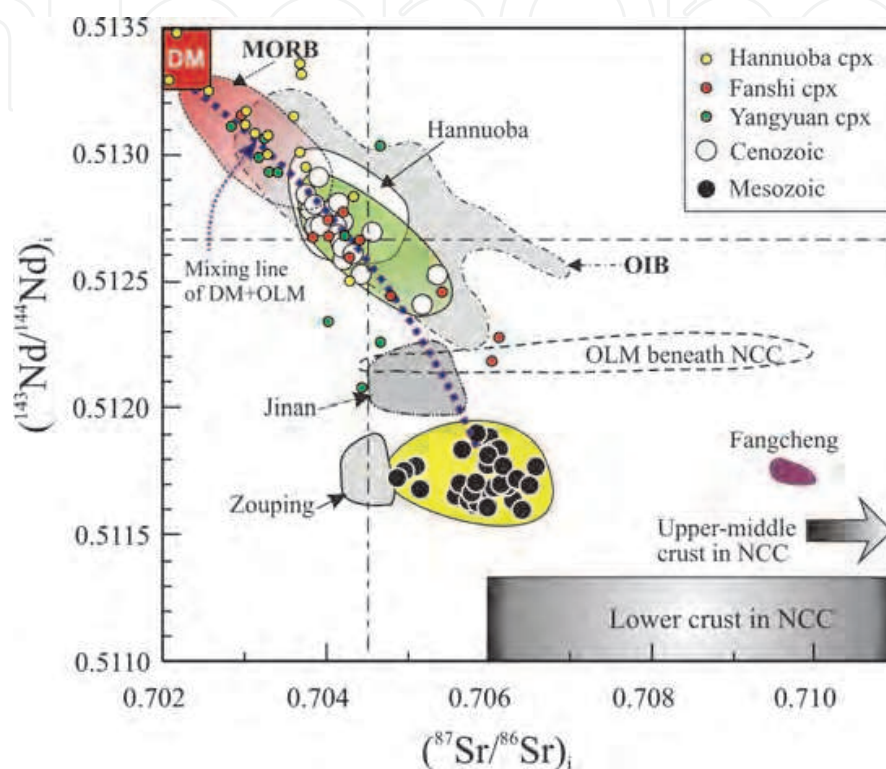 0.5135
0.5130
0.5125
0.5120
0.5115
0.5110
(¹⁴³Nd/¹⁴⁴Nd)ᵢ
DM
MORB
Hannuoba
Hannuoba cpx
Fanshi cpx
Yangyuan cpx
Cenozoic
Mesozoic
Mixing line
of DM+OLM
OIB
OLM beneath NCC
Jinan
Fangcheng
Zouping
Upper-middle
crust in NCC
Lower crust in NCC
0.702
0.704
0.706
0.708
0.710
(⁸⁷Sr/⁸⁶Sr)ᵢ